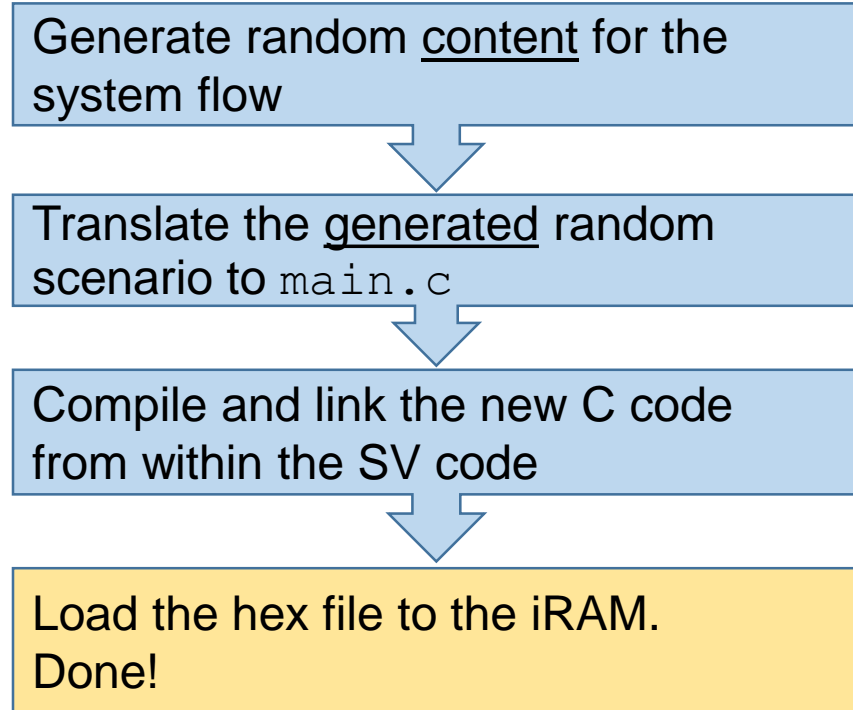 Generate random content for the
system flow
Translate the generated random
scenario to main.c
Compile and link the new C code
from within the SV code
Load the hex file to the iRAM.
Done!